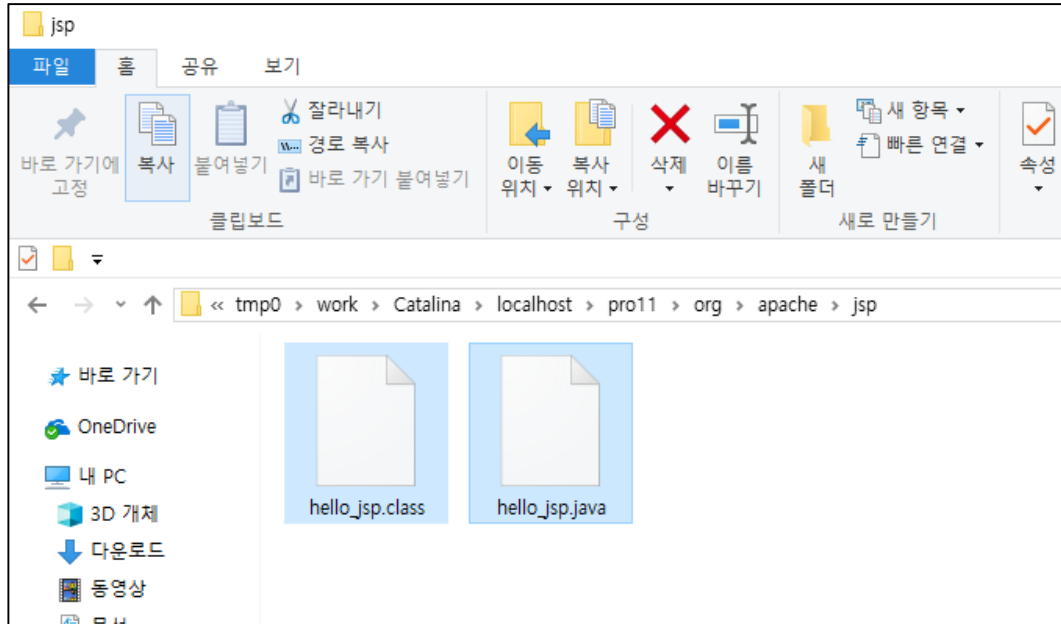 jsp
파일 홈 공유 보기
바로 가기에
고정
복사
붙여넣기
잘라내기
경로 복사
바로 가기 붙여넣기
클립보드
이동
위치
복사
위치
삭제
이름
바꾸기
구성
새
폴더
새 항목
빠른 연결
새로 만들기
속성
« tmp0 > work > Catalina > localhost > pro11 > org > apache > jsp
바로 가기
OneDrive
내 PC
3D 개체
다운로드
동영상
hello_jsp.class
hello_jsp.java